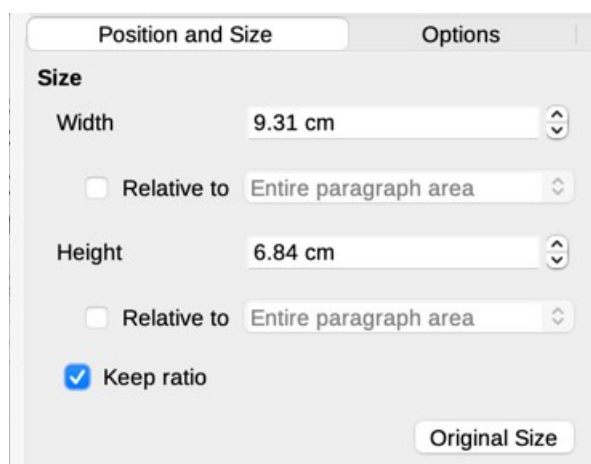 Position and Size Options
Size
Width 9.31 cm
Relative to Entire paragraph area
Height 6.84 cm
Relative to Entire paragraph area
Keep ratio
Original Size